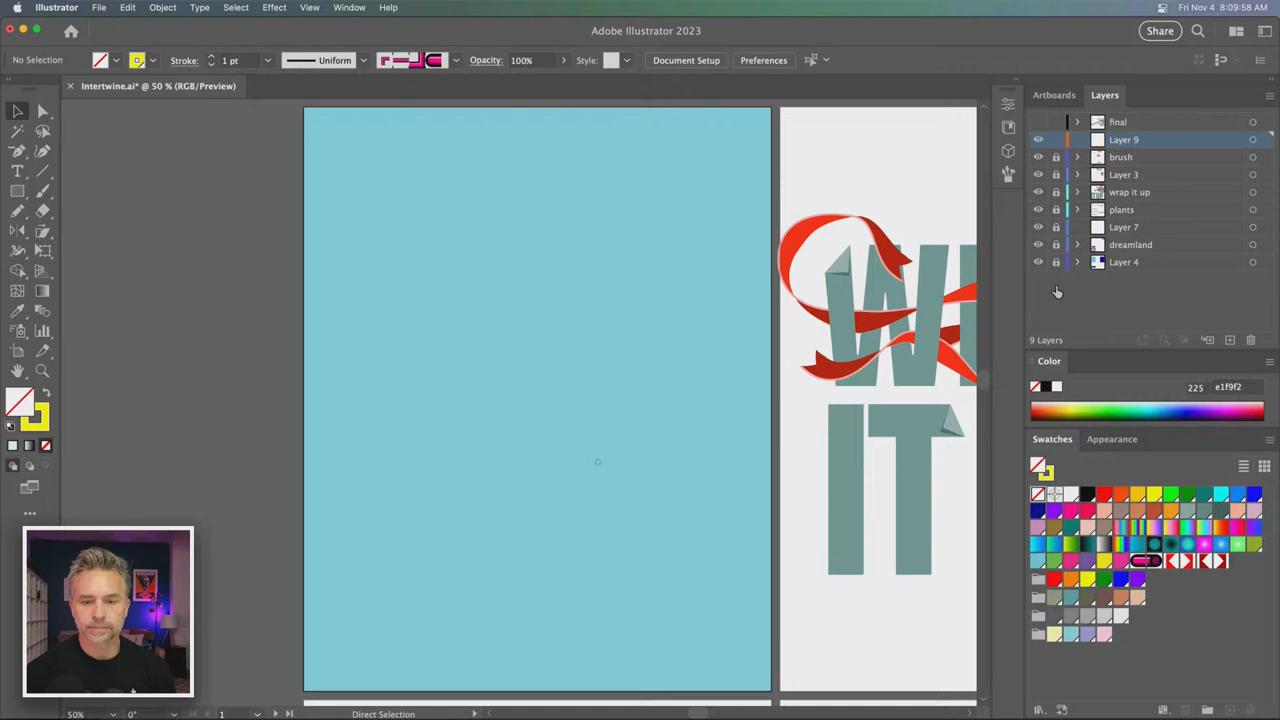 Illustrator File Edit Object Type Select Effect View Window Help
Fri Nov 4 8:09:58 AM
Adobe Illustrator 2023
Share
No Selection
Stroke:
1 pt
Uniform
Opacity:
100%
Style:
Document Setup
Preferences
Intertwine.ai* @ 50 % (RGB/Preview)
Artboards
Layers
final
Layer 9
brush
Layer 3
wrap it up
plants
Layer 7
dreamland
Layer 4
W
IT
9 Layers
Color
225
e1f9f2
Swatches
Appearance
50%
0°
1
Direct Selection